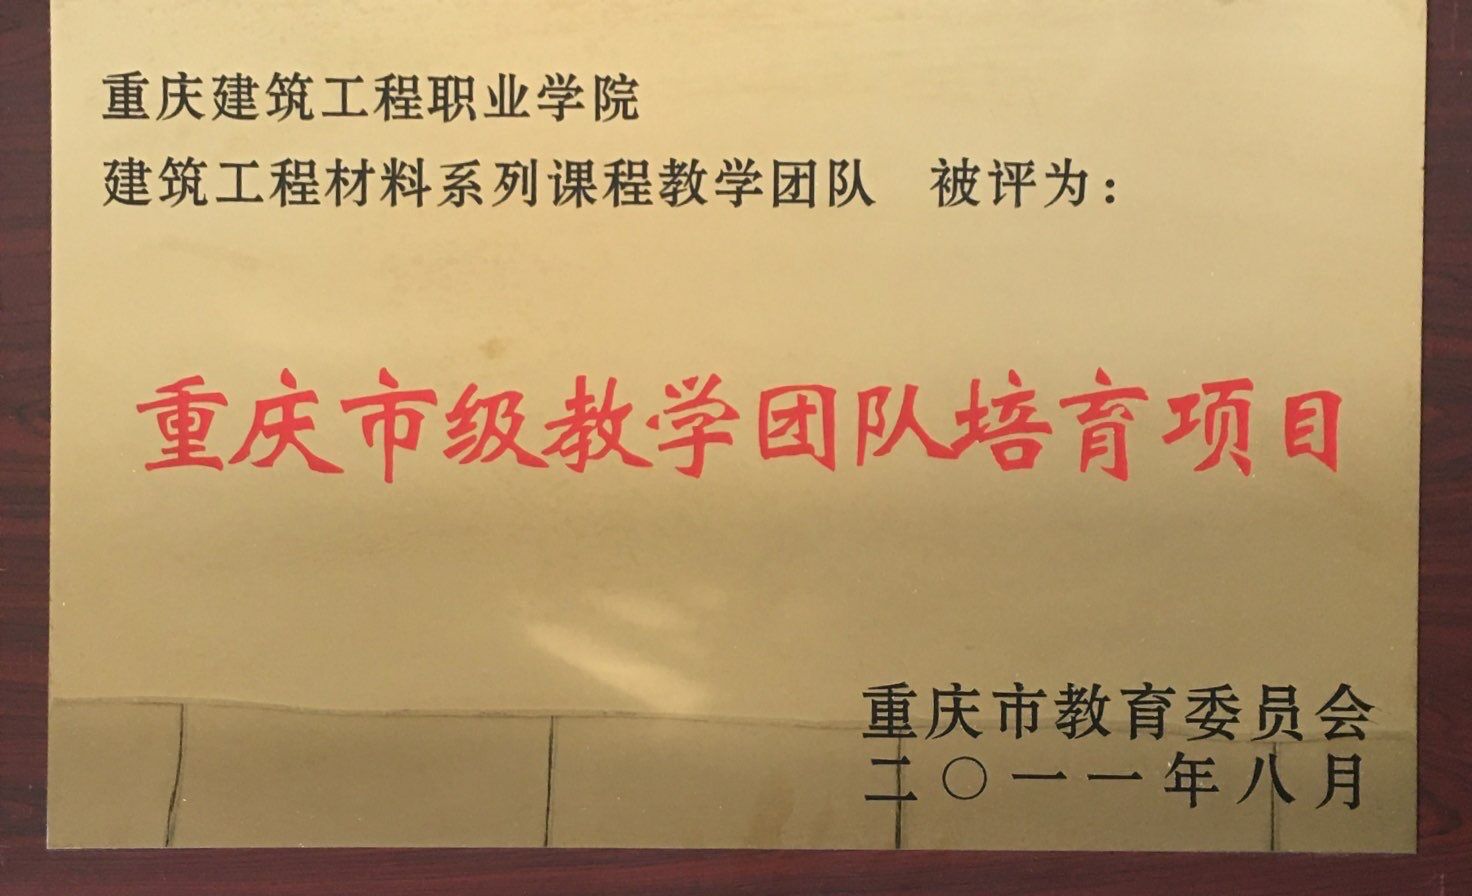 重庆建筑工程职业学院
建筑工程材料系列课程教学团队 被评为：
重庆市级教学团队培育项目
重庆市教育委员会
二〇一一年八月